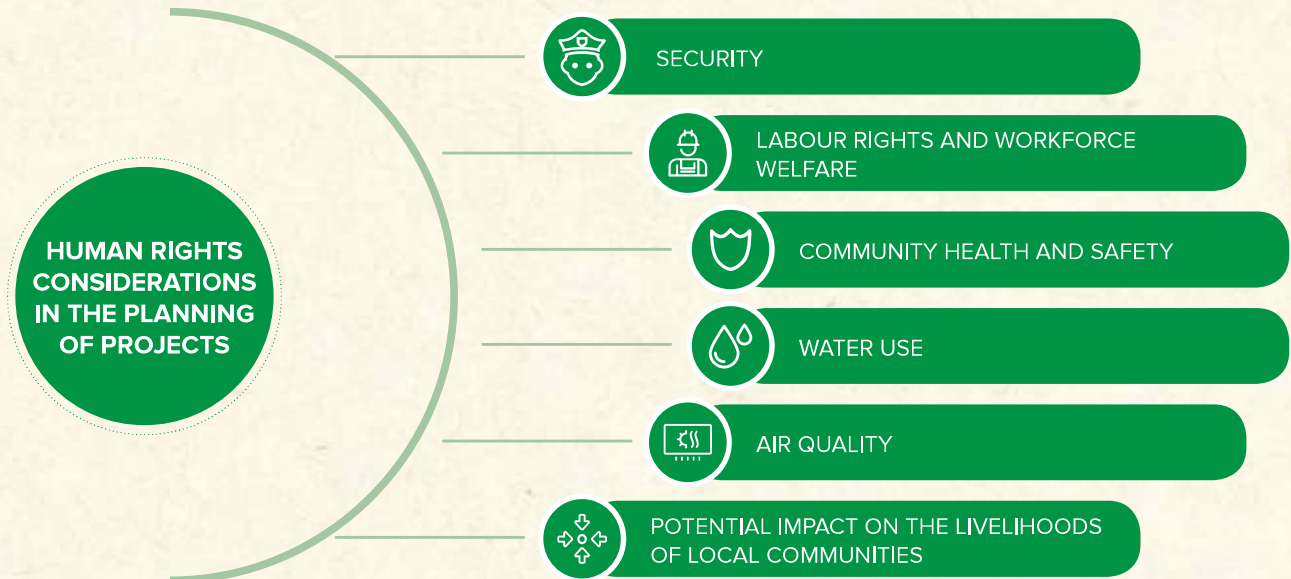 HUMAN RIGHTS
CONSIDERATIONS
IN THE PLANNING
OF PROJECTS
SECURITY
LABOUR RIGHTS AND WORKFORCE
WELFARE
COMMUNITY HEALTH AND SAFETY
WATER USE
AIR QUALITY
POTENTIAL IMPACT ON THE LIVELIHOODS
OF LOCAL COMMUNITIES